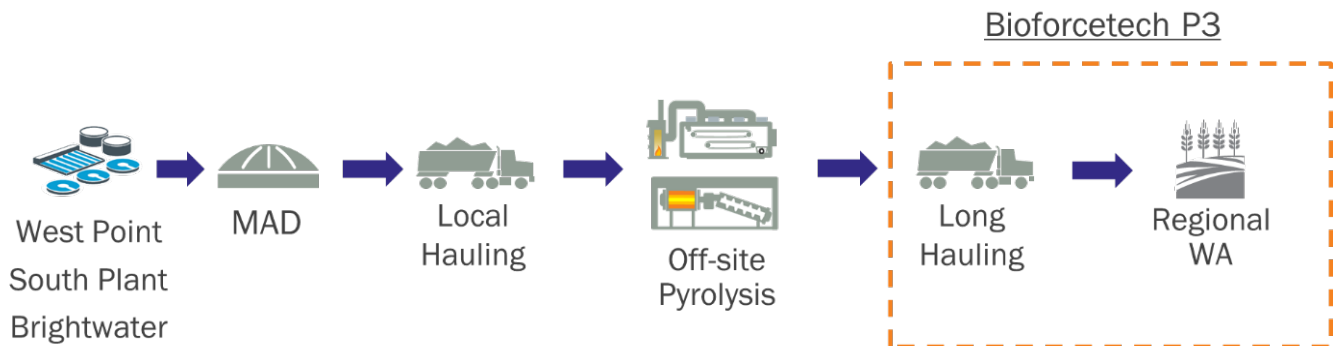 Bioforcetech P3
West Point
South Plant
Brightwater
MAD
Local
Hauling
Off-site
Pyrolysis
Long
Hauling
Regional
WA